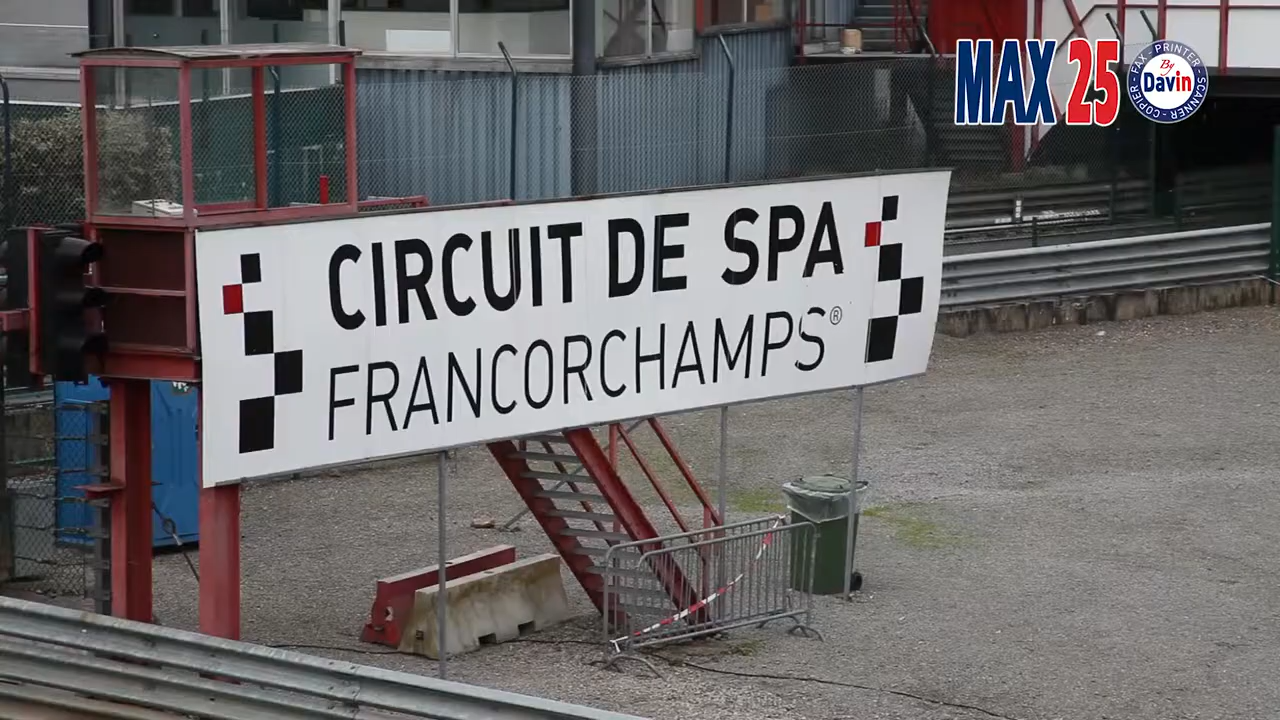 MAX 25
FAX - PRINTER - SCANNER - COPIER -
By
Davin
CIRCUIT DE SPA
FRANCORCHAMPS®